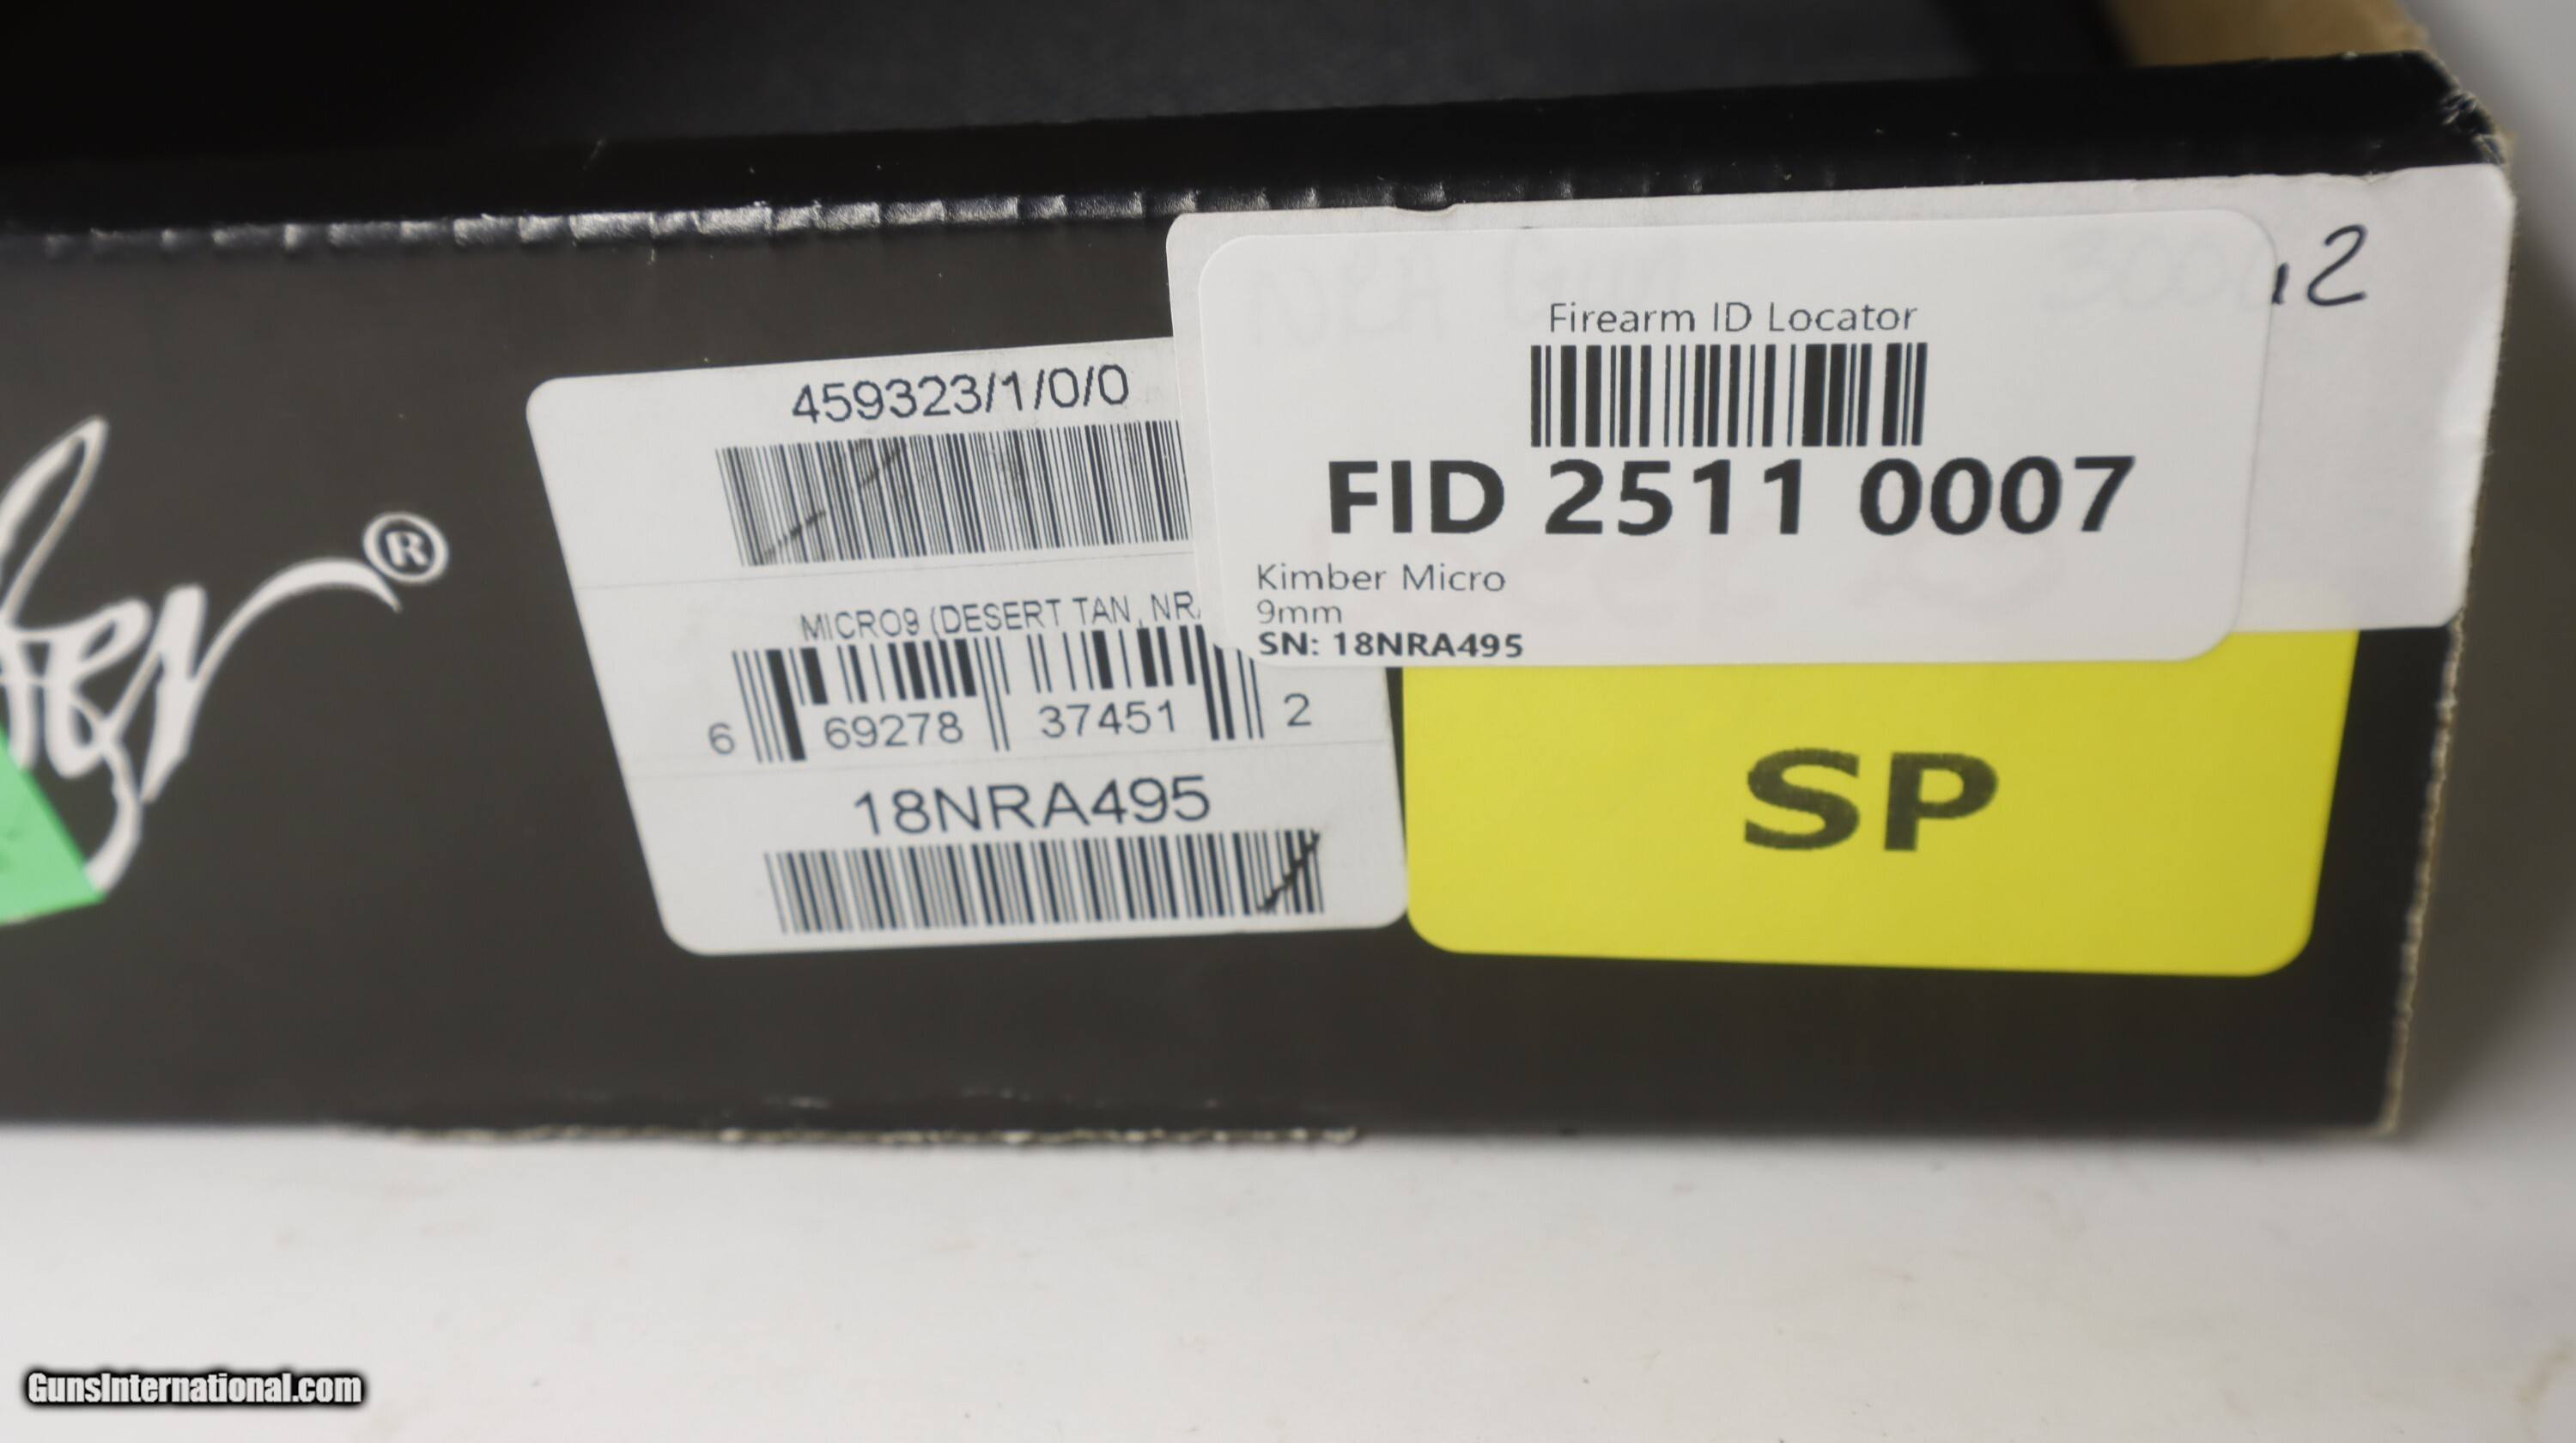 459323/1/0/0
MICRO9 (DESERT TAN, NRA
6 69278 37451 2
18NRA495
Firearm ID Locator
FID 2511 0007
Kimber Micro
9mm
SN: 18NRA495
SP
®
GunsInternational.com